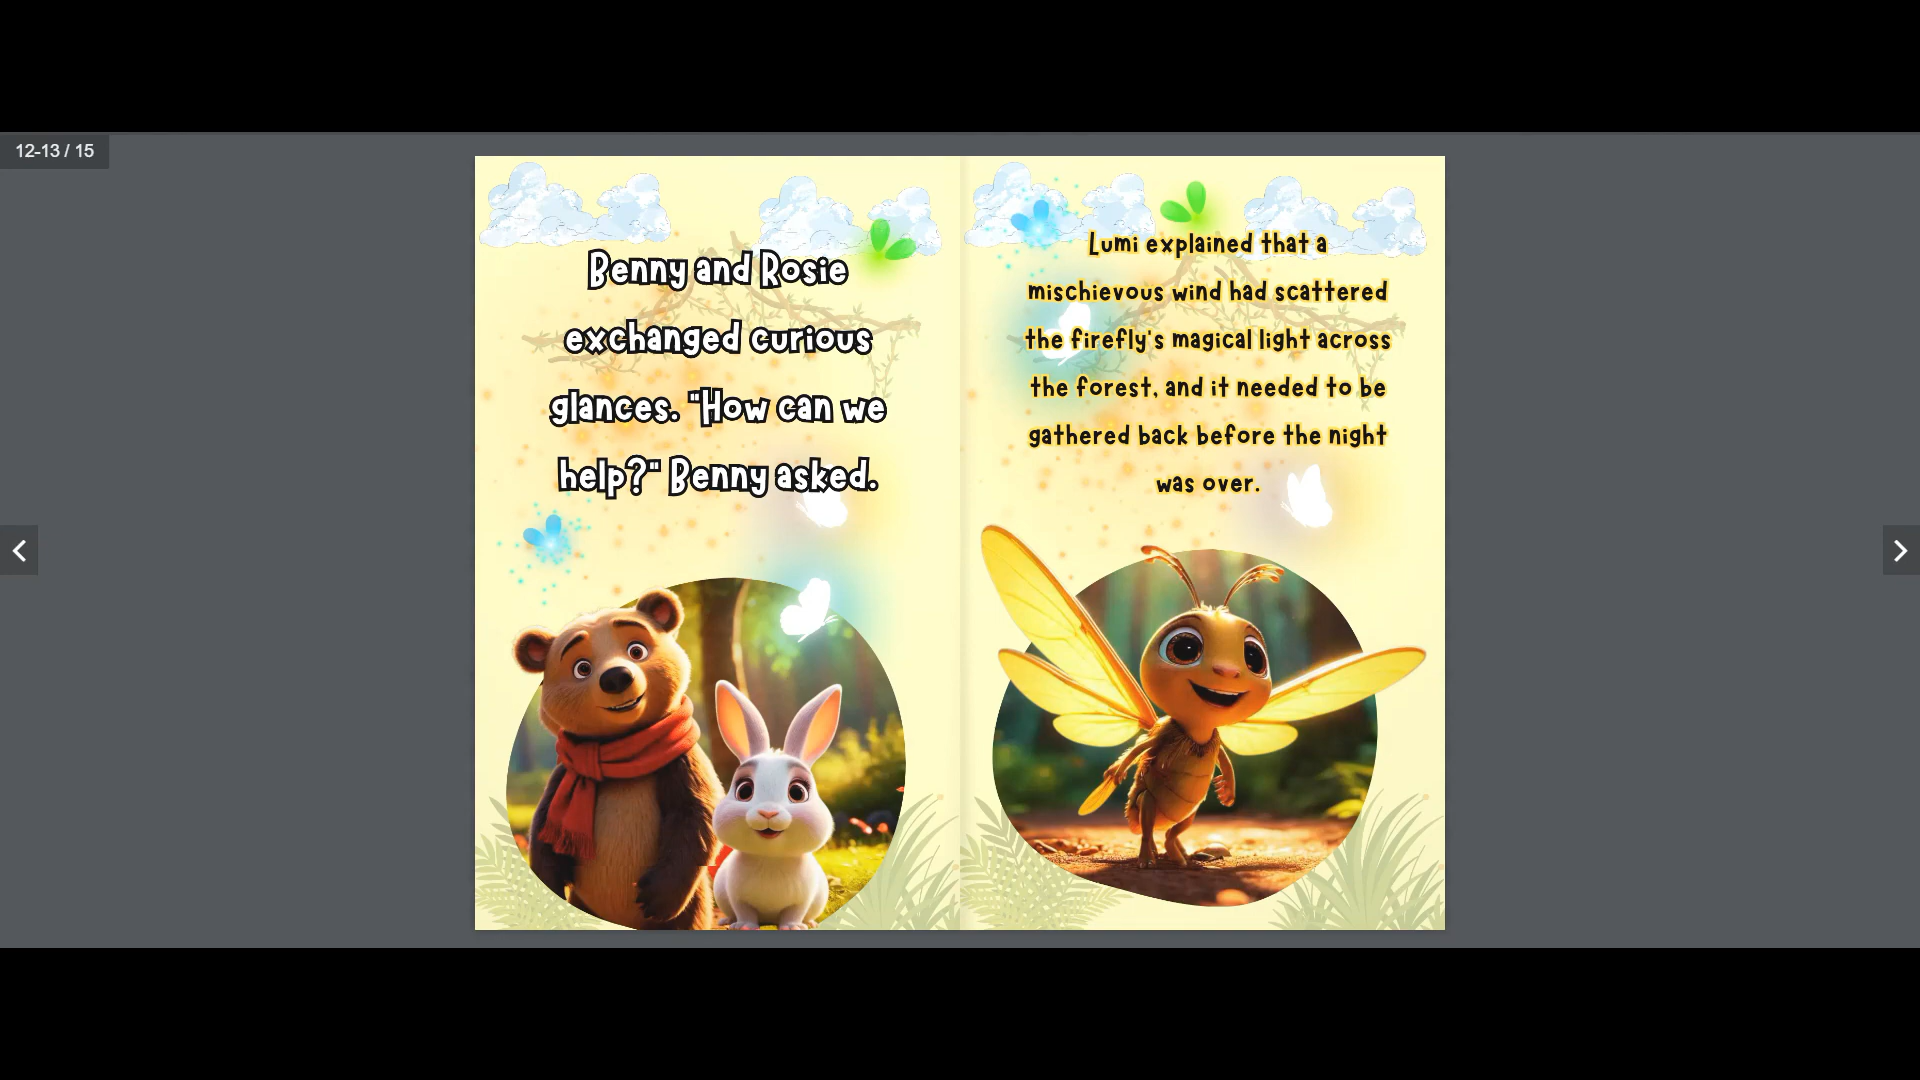 12-13 / 15
Benny and Rosie
exchanged curious
glances. "How can we
help?" Benny asked.
Lumi explained that a
mischievous wind had scattered
the firefly's magical light across
the forest, and it needed to be
gathered back before the night
was over.